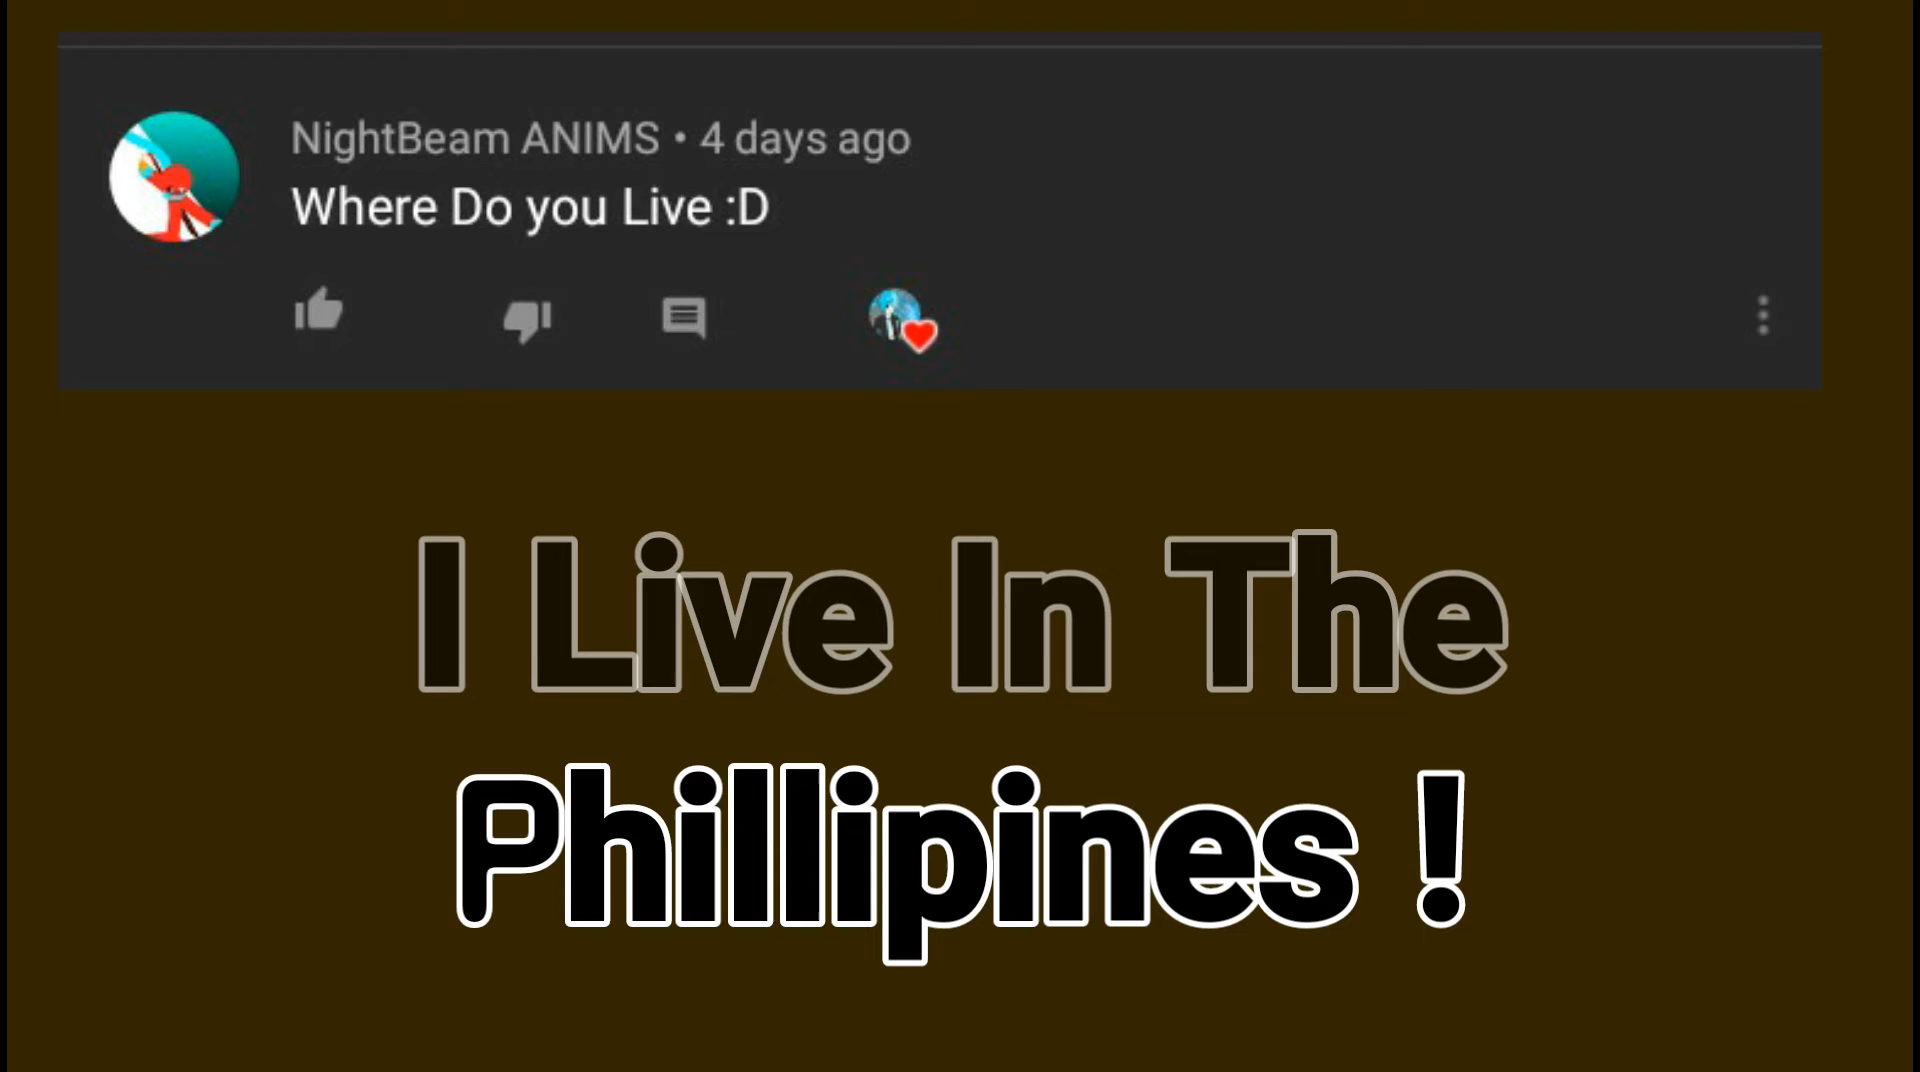 NightBeam ANIMS • 4 days ago
Where Do you Live :D
I Live In The
Phillipines !